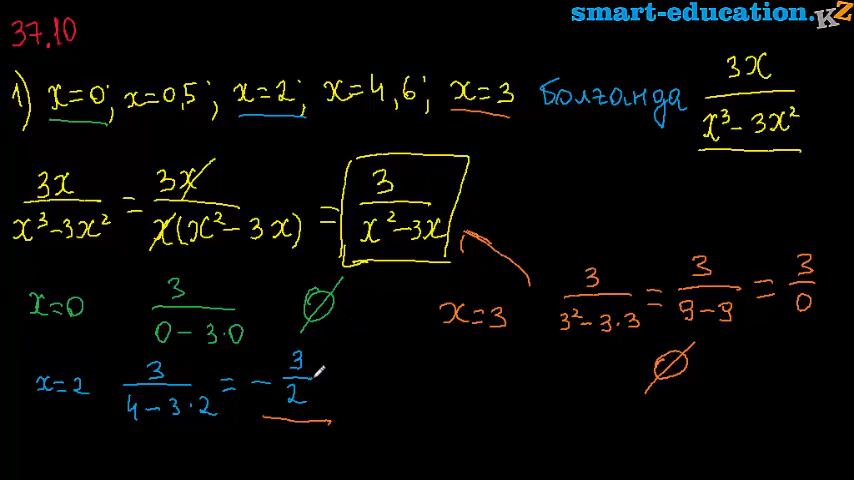 smart-education.KZ
37.10
1) x=0; x=0,5; x=2; x=4,6; x=3 болғанда 3x/(x³-3x²)
3x/(x³-3x²) = 3x/(x(x²-3x)) = 3/(x²-3x)
x=0 3/(0-3·0) ∅
x=3 3/(3²-3·3) = 3/(9-9) = 3/0
∅
x=2 3/(4-3·2) = -3/2